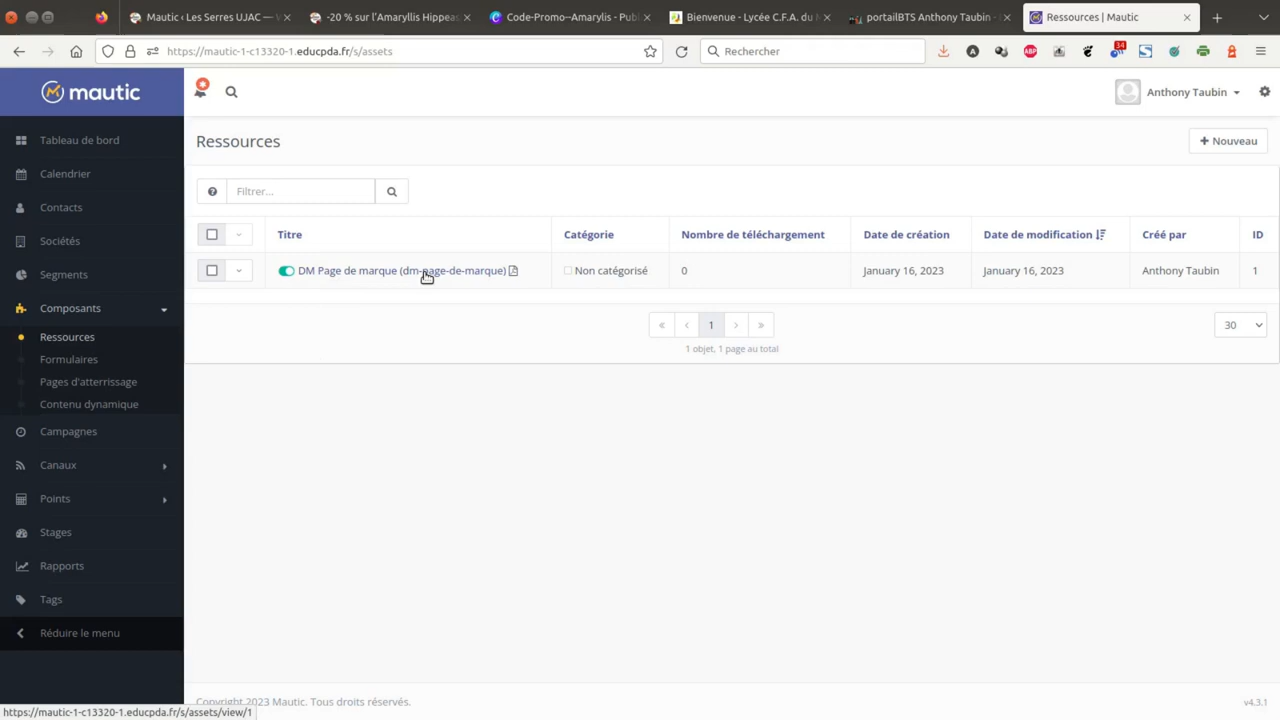 Mautic ‹ Les Serres UJAC — W
-20 % sur l'Amaryllis Hippeas
Code-Promo--Amarylis - Publ
Bienvenue - Lycée C.F.A. du M
portailBTS Anthony Taubin -
Ressources | Mautic
https://mautic-1-c13320-1.educpda.fr/s/assets
Rechercher
ABP
34
mautic
Anthony Taubin
Tableau de bord
Calendrier
Contacts
Sociétés
Segments
Composants
Ressources
Formulaires
Pages d'atterrissage
Contenu dynamique
Campagnes
Canaux
Points
Stages
Rapports
Tags
Réduire le menu
Ressources
+ Nouveau
Filtrer...
Titre Catégorie Nombre de téléchargement Date de création Date de modification Créé par ID
DM Page de marque (dm-page-de-marque) Non catégorisé 0 January 16, 2023 January 16, 2023 Anthony Taubin 1
« ‹ 1 › » 30
1 objet, 1 page au total
Copyright 2023 Mautic. Tous droits réservés. v4.3.1
https://mautic-1-c13320-1.educpda.fr/s/assets/view/1